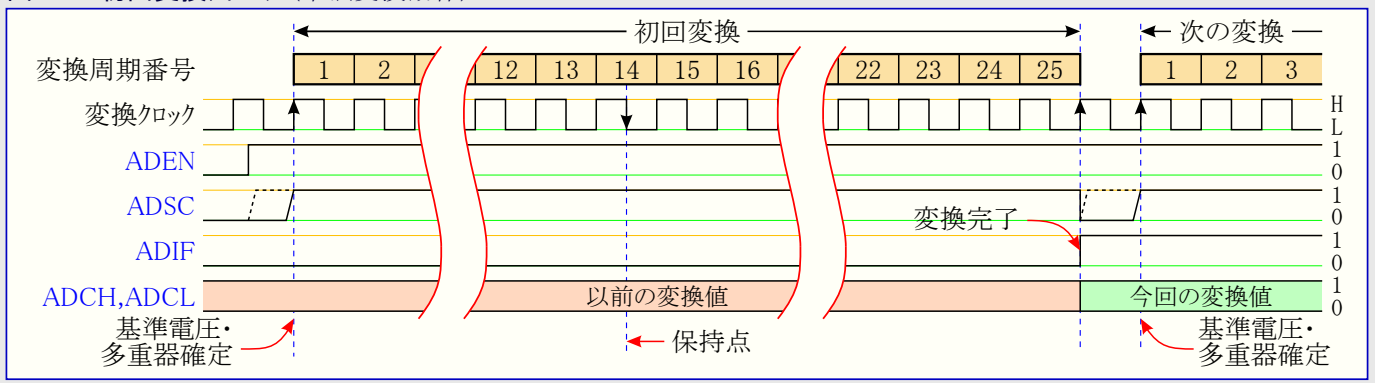 初回変換
次の変換
変換周期番号 1 2 12 13 14 15 16 22 23 24 25 1 2 3
変換クロック H L
ADEN 1 0
ADSC 1 0
変換完了
ADIF 1 0
ADCH,ADCL 以前の変換値 今回の変換値 1 0
基準電圧・
多重器確定
保持点
基準電圧・
多重器確定